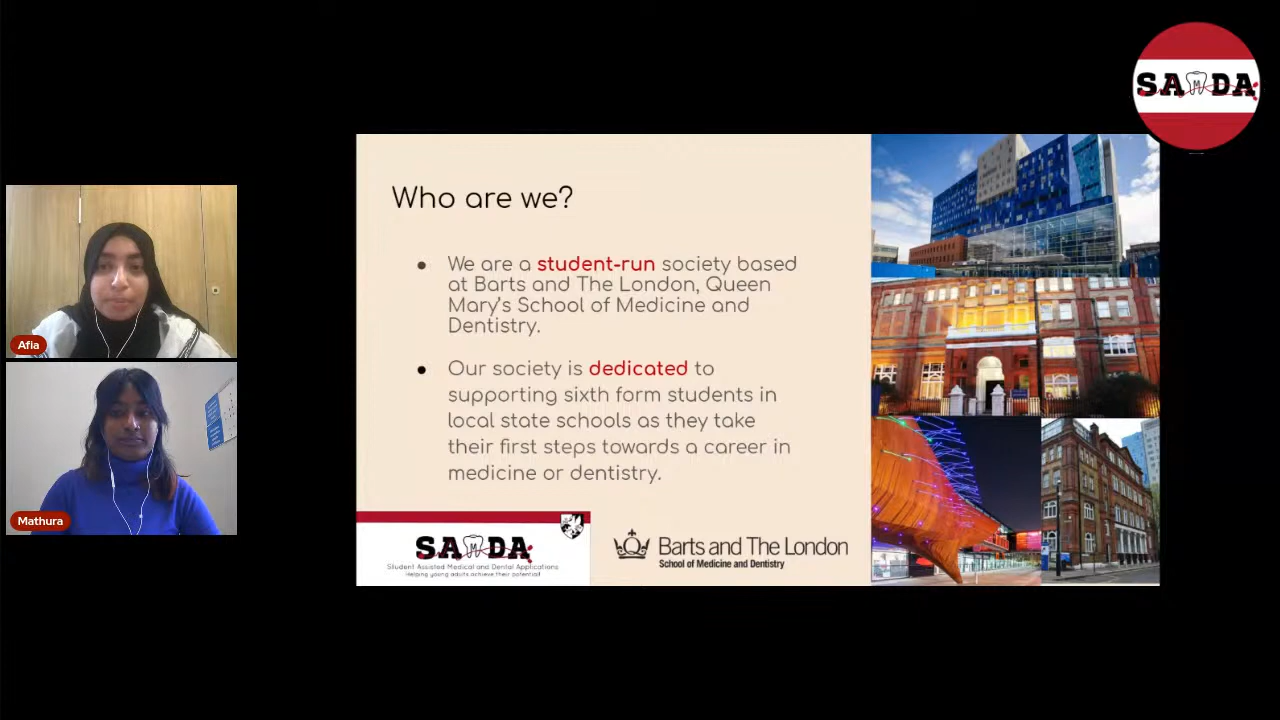 SAMDA
Who are we?
● We are a student-run society based
at Barts and The London, Queen
Mary's School of Medicine and
Dentistry.
● Our society is dedicated to
supporting sixth form students in
local state schools as they take
their first steps towards a career in
medicine or dentistry.
Afia
Mathura
SAMDA
Student Assisted Medical and Dental Applications
Helping young adults achieve their potential
Barts and The London
School of Medicine and Dentistry